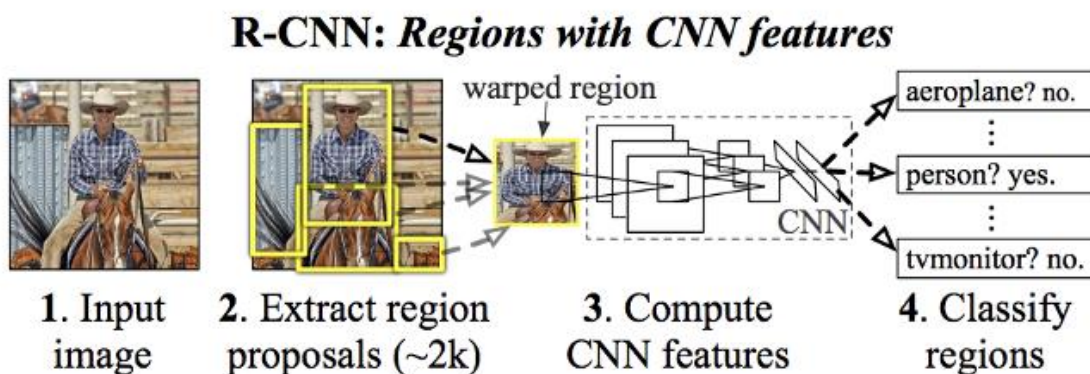 R-CNN: Regions with CNN features
warped region
aeroplane? no.
person? yes.
tvmonitor? no.
CNN
1. Input
image
2. Extract region
proposals (~2k)
3. Compute
CNN features
4. Classify
regions